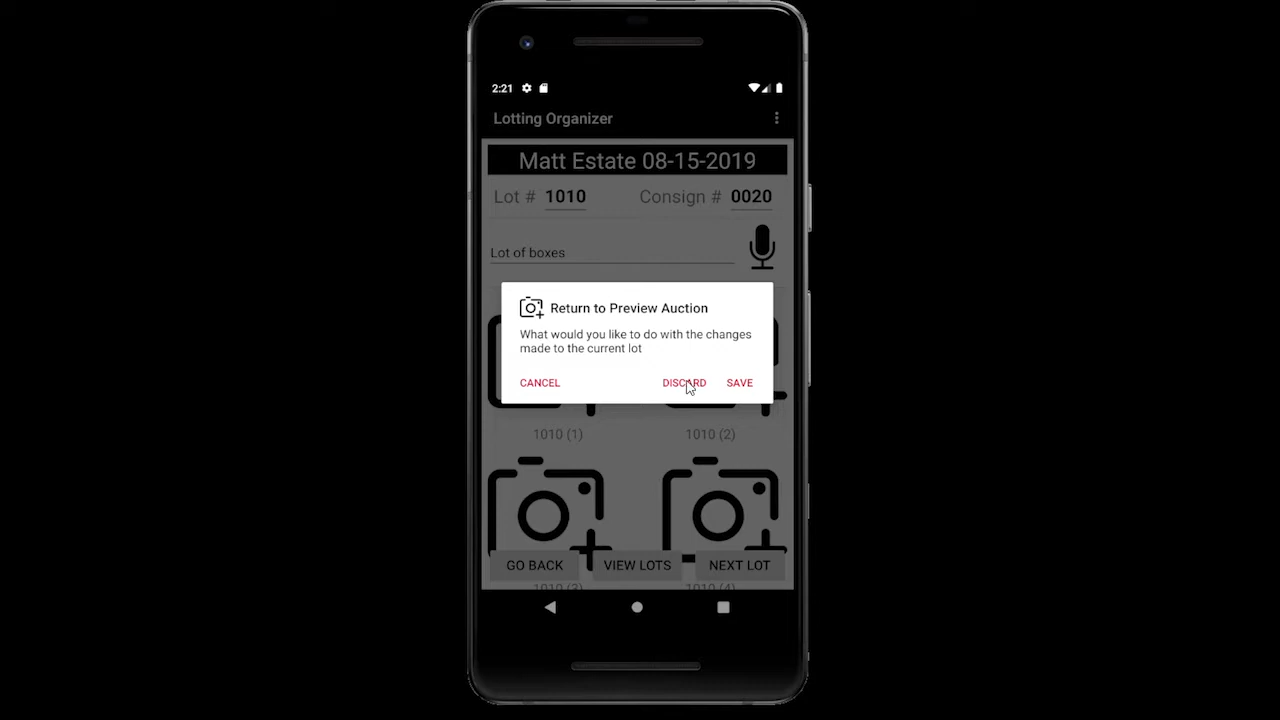 2:21
Lotting Organizer
Matt Estate 08-15-2019
Lot # 1010 Consign # 0020
Lot of boxes
Return to Preview Auction
What would you like to do with the changes
made to the current lot
CANCEL DISCARD SAVE
1010 (1) 1010 (2)
GO BACK VIEW LOTS NEXT LOT
1010 (3) 1010 (4)